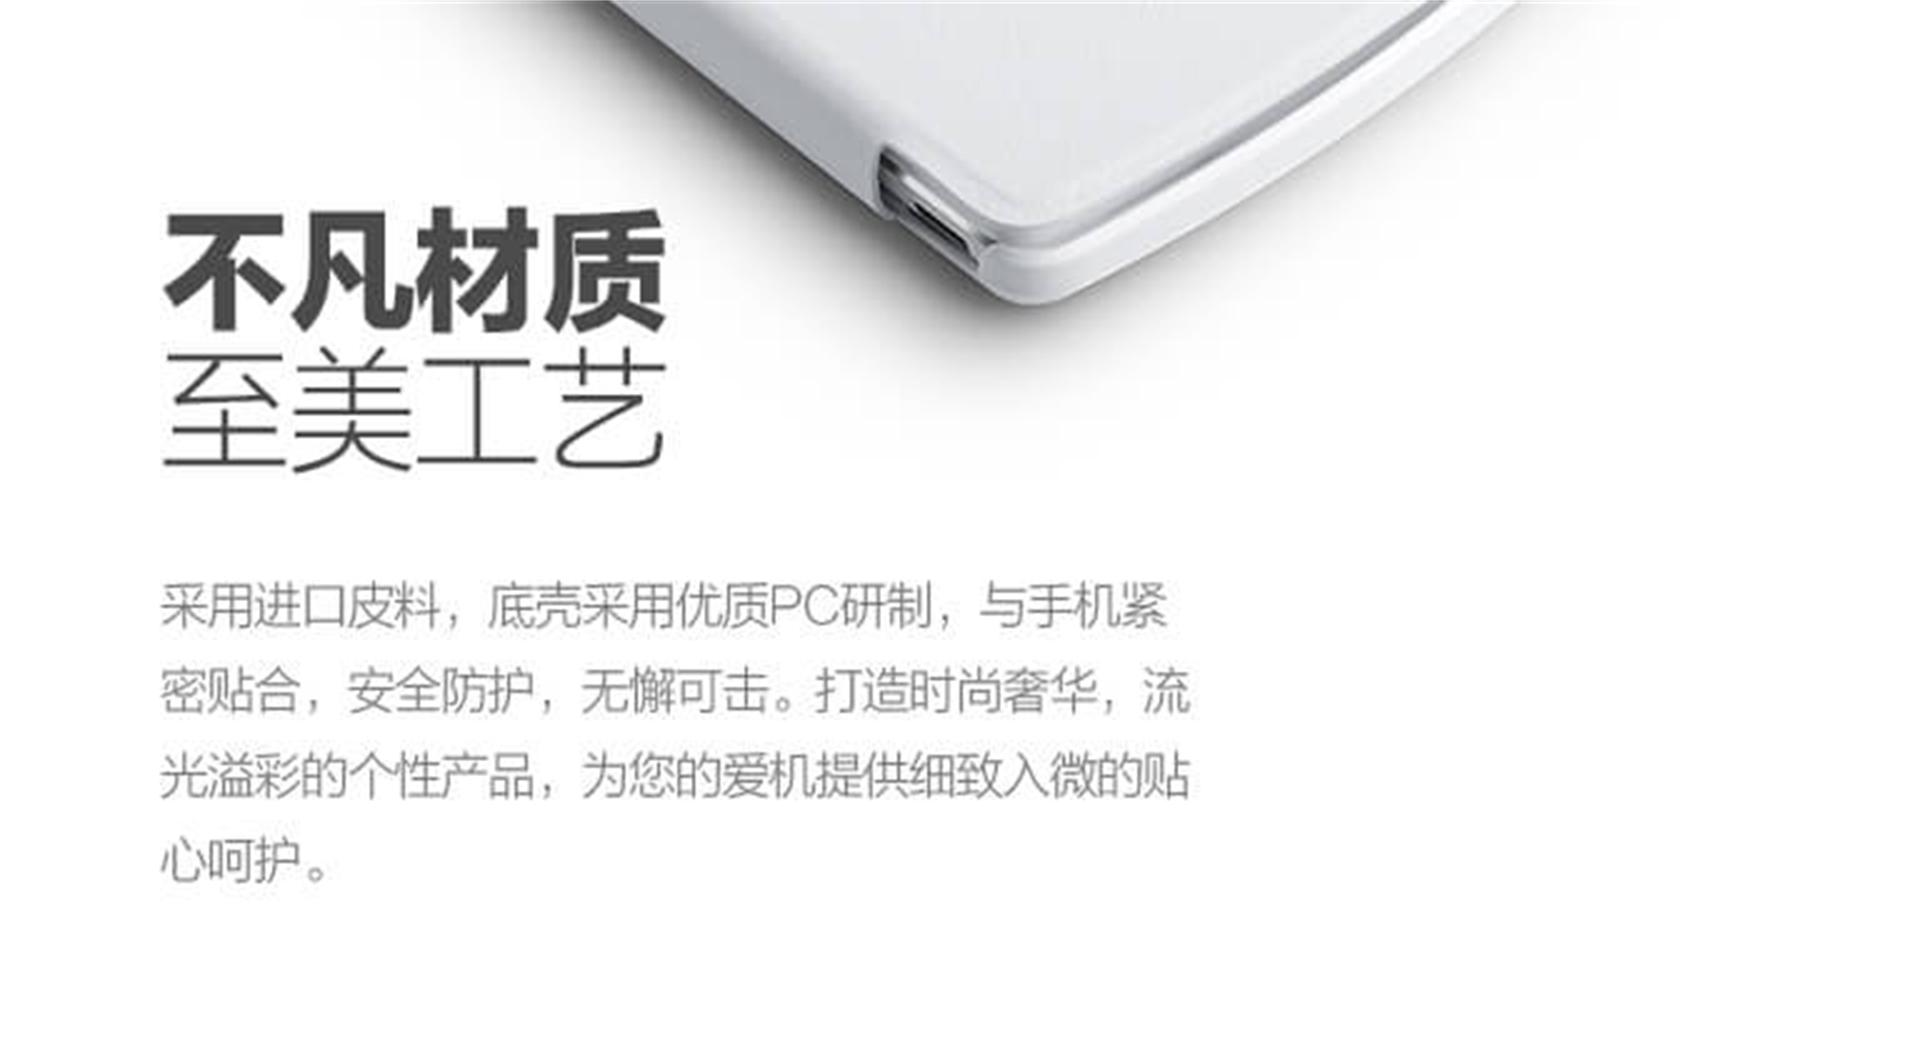 不凡材质
至美工艺
采用进口皮料，底壳采用优质PC研制，与手机紧
密贴合，安全防护，无懈可击。打造时尚奢华，流
光溢彩的个性产品，为您的爱机提供细致入微的贴
心呵护。